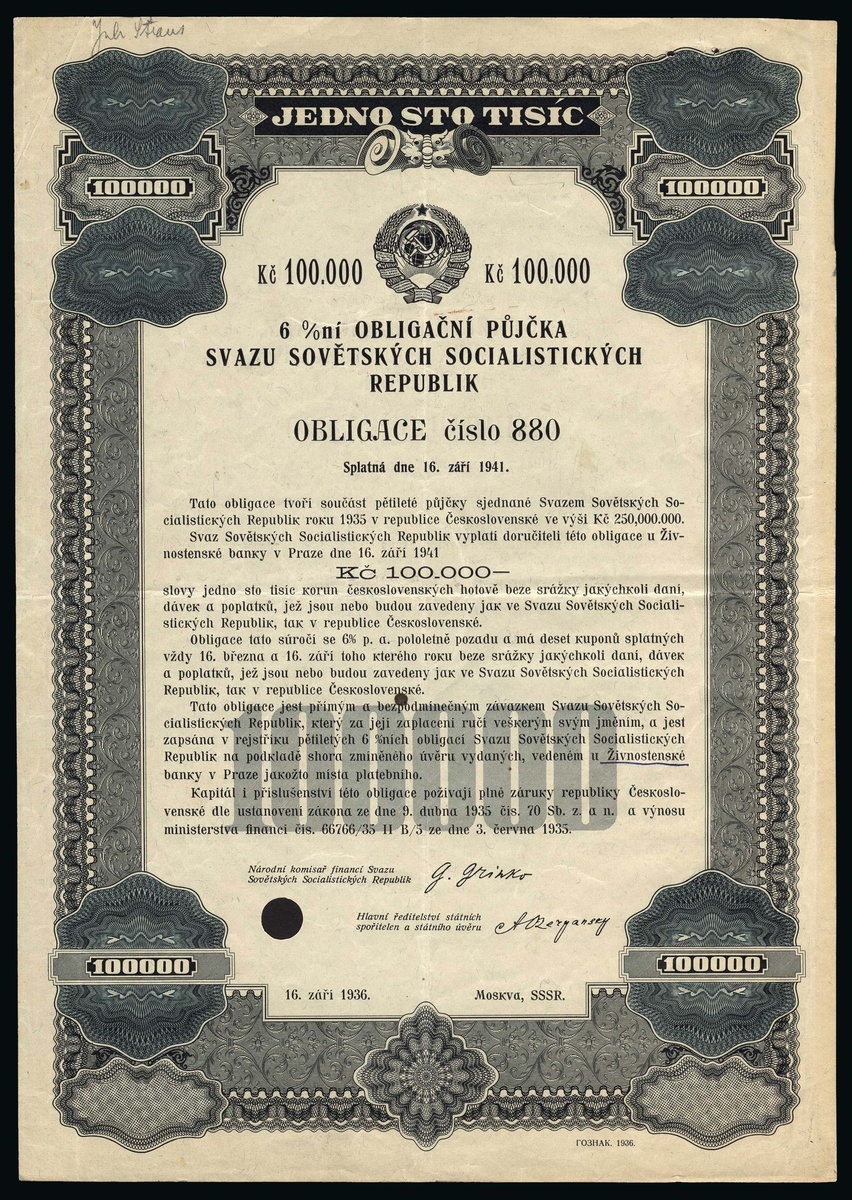 JEDNO STO TISÍC
100000 100000
Kč 100.000 Kč 100.000
6 %ní OBLIGAČNÍ PŮJČKA
SVAZU SOVĚTSKÝCH SOCIALISTICKÝCH
REPUBLIK
OBLIGACE číslo 880
Splatná dne 16. září 1941.
Tato obligace tvoří součást pětileté půjčky sjednané Svazem Sovětských So-
cialistických Republik roku 1935 v republice Československé ve výši Kč 250,000.000.
Svaz Sovětských Socialistických Republik vyplatí doručiteli této obligace u Živ-
nostenské banky v Praze dne 16. září 1941
Kč 100.000—
slovy jedno sto tisíc korun československých hotově beze srážky jakýchkoli daní,
dávek a poplatků, jež jsou nebo budou zavedeny jak ve Svazu Sovětských Sociali-
stických Republik, tak v republice Československé.
Obligace tato súročí se 6% p. a. pololetně pozadu a má deset kuponů splatných
vždy 16. března a 16. září toho kterého roku beze srážky jakýchkoli daní, dávek
a poplatků, jež jsou nebo budou zavedeny jak ve Svazu Sovětských Socialistických
Republik, tak v republice Československé.
Tato obligace jest přímým a bezpodmínečným závazkem Svazu Sovětských So-
cialistických Republik, který za její zaplacení ručí veškerým svým jměním, a jest
zapsána v rejstříku pětiletých 6 %ních obligací Svazu Sovětských Socialistických
Republik na podkladě shora zmíněného úvěru vydaných, vedeném u Živnostenské
banky v Praze jakožto místa platebního.
Kapitál i příslušenství této obligace požívají plné záruky republiky Českoslo-
venské dle ustanovení zákona ze dne 9. dubna 1935 čís. 70 Sb. z. a n. a výnosu
ministerstva financí čís. 66766/35 II B/5 ze dne 3. června 1935.
100000
Národní komisař financí Svazu
Sovětských Socialistických Republik G. Grinko
Hlavní ředitelství státních
spořitelen a státního úvěru
100000 100000
16. září 1936. Moskva, SSSR.
ГОЗНАК. 1936.